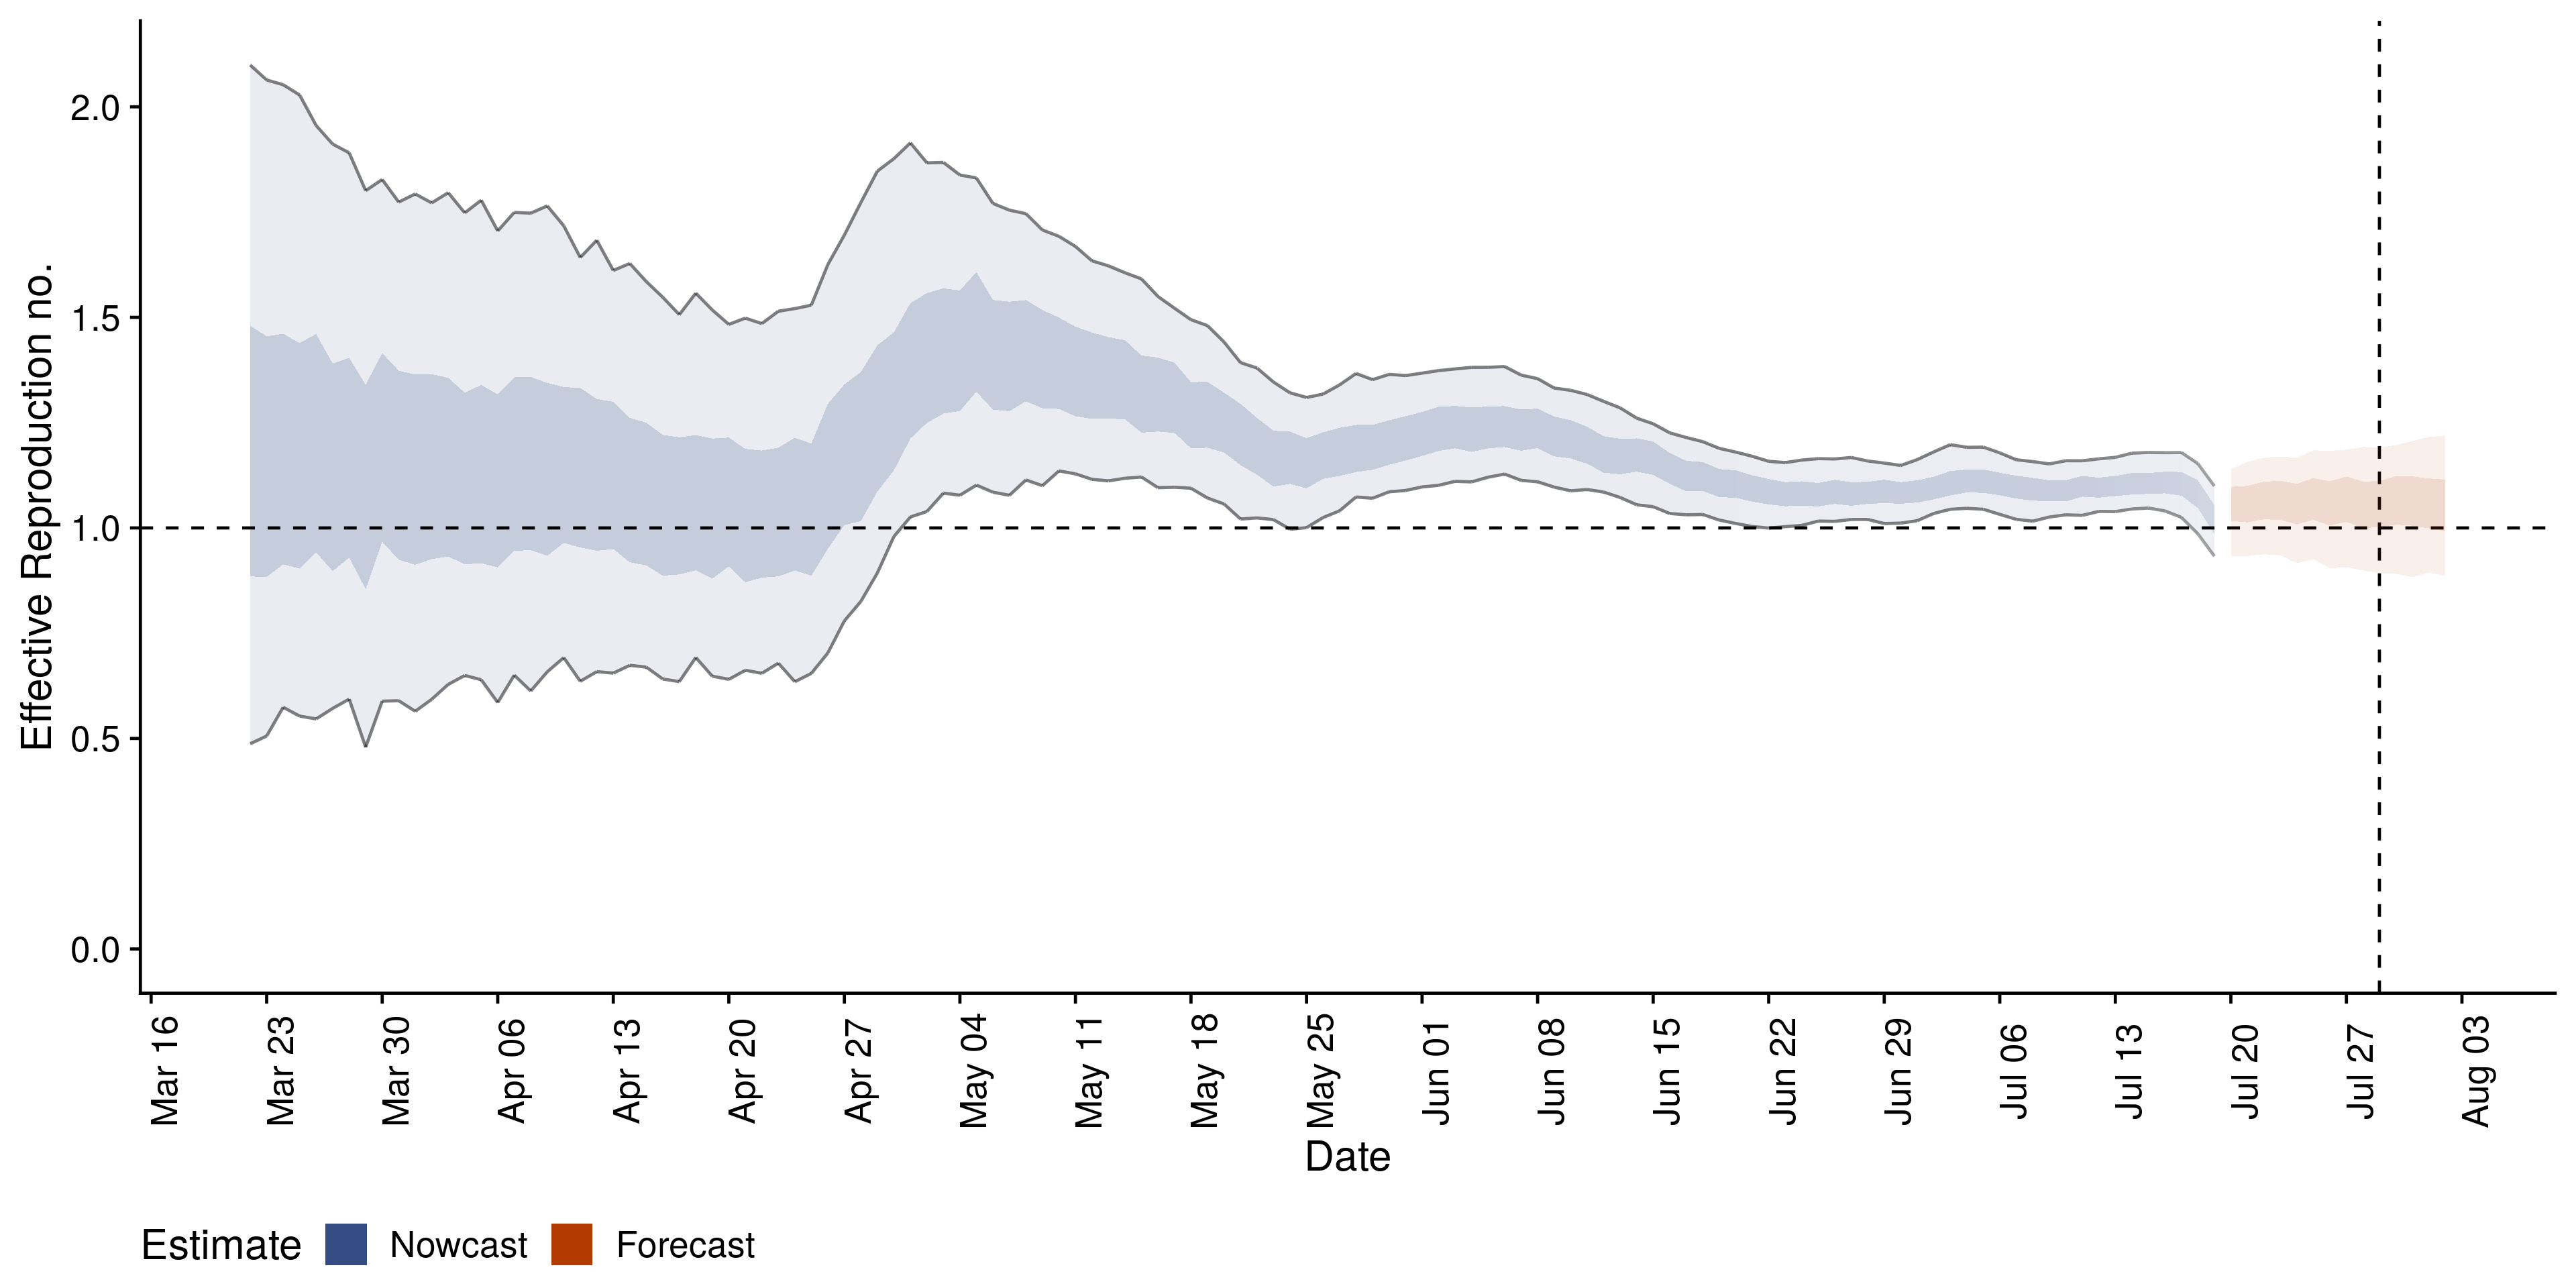 Effective Reproduction no.
2.0
1.5
1.0
0.5
0.0
Mar 16
Mar 23
Mar 30
Apr 06
Apr 13
Apr 20
Apr 27
May 04
May 11
May 18
May 25
Jun 01
Jun 08
Jun 15
Jun 22
Jun 29
Jul 06
Jul 13
Jul 20
Jul 27
Aug 03
Date
Estimate Nowcast Forecast